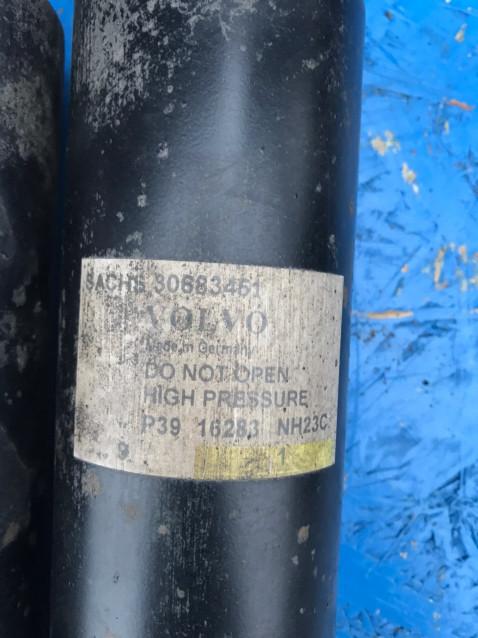 SACHS 30683451
VOLVO
Made in Germany
DO NOT OPEN
HIGH PRESSURE
P39 16283 NH23C
9 1